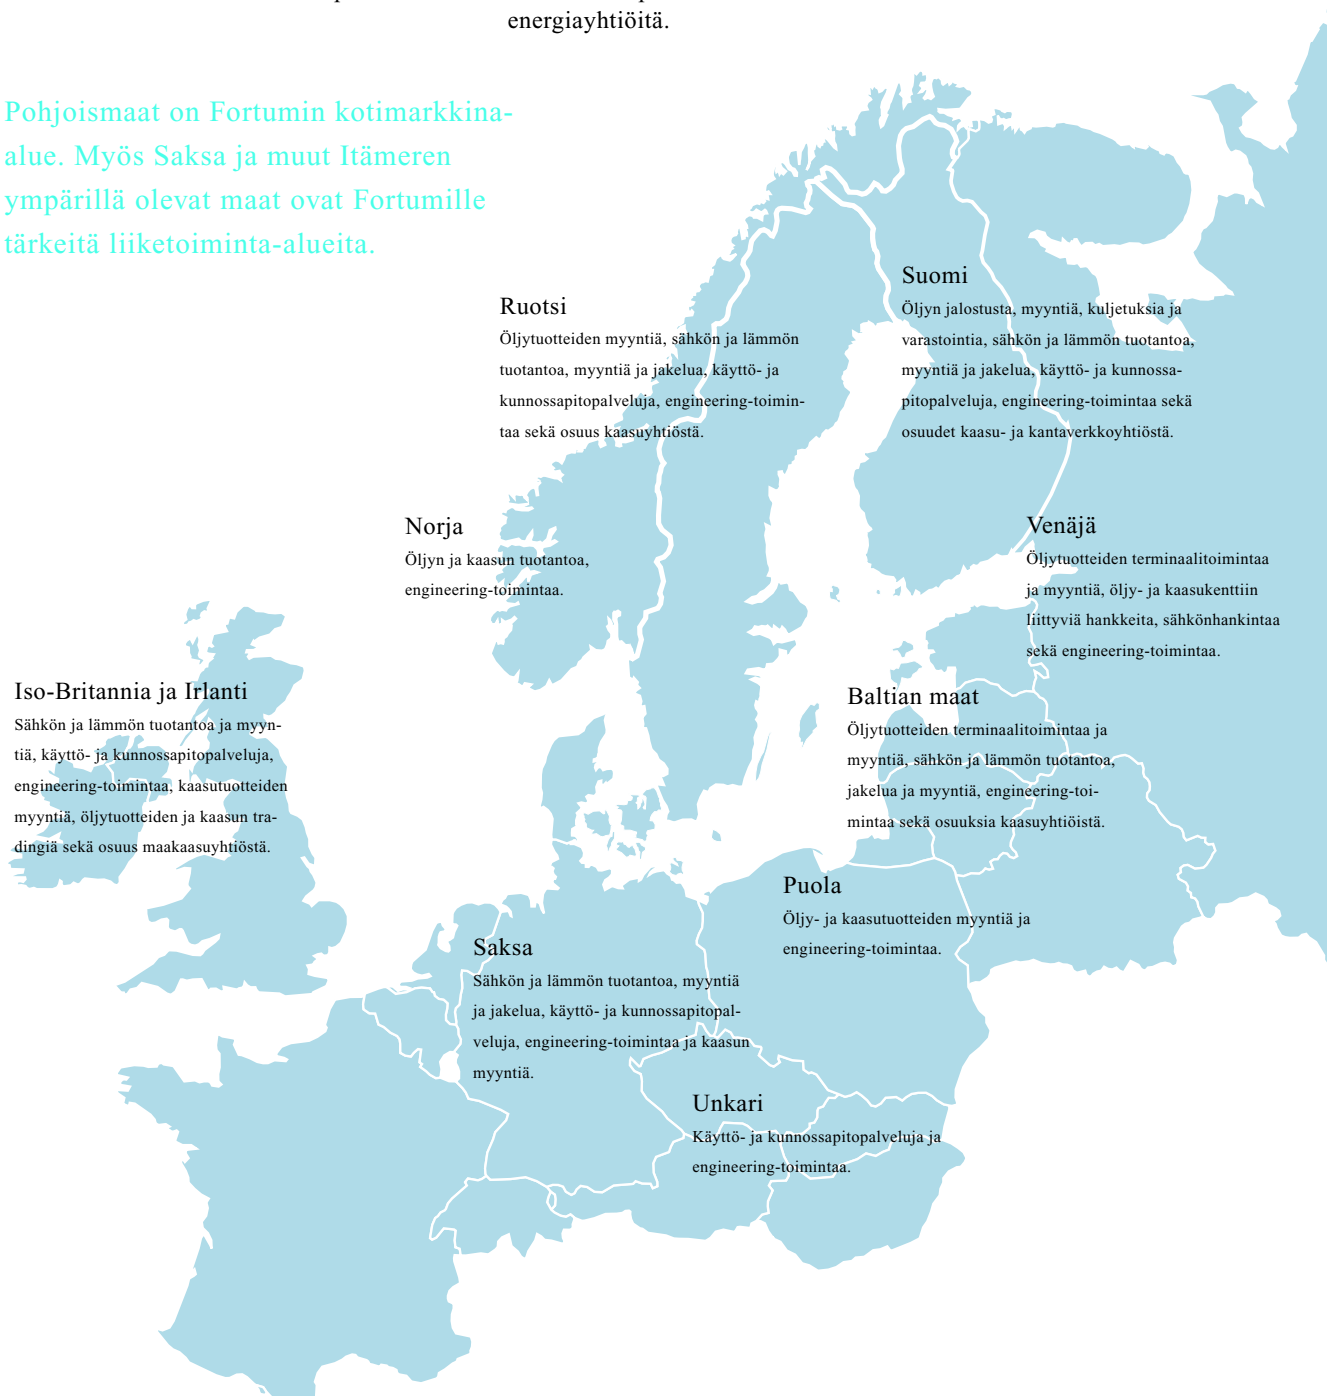 energiayhtiöitä.
Pohjoismaat on Fortumin kotimarkkina-
alue. Myös Saksa ja muut Itämeren
ympärillä olevat maat ovat Fortumille
tärkeitä liiketoiminta-alueita.
Suomi
Öljyn jalostusta, myyntiä, kuljetuksia ja
varastointia, sähkön ja lämmön tuotantoa,
myyntiä ja jakelua, käyttö- ja kunnossa-
pitopalveluja, engineering-toimintaa sekä
osuudet kaasu- ja kantaverkkoyhtiöstä.
Ruotsi
Öljytuotteiden myyntiä, sähkön ja lämmön
tuotantoa, myyntiä ja jakelua, käyttö- ja
kunnossapitopalveluja, engineering-toimin-
taa sekä osuus kaasuyhtiöstä.
Norja
Öljyn ja kaasun tuotantoa,
engineering-toimintaa.
Venäjä
Öljytuotteiden terminaalitoimintaa
ja myyntiä, öljy- ja kaasukenttiin
liittyviä hankkeita, sähkönhankintaa
sekä engineering-toimintaa.
Iso-Britannia ja Irlanti
Sähkön ja lämmön tuotantoa ja myyn-
tiä, käyttö- ja kunnossapitopalveluja,
engineering-toimintaa, kaasutuotteiden
myyntiä, öljytuotteiden ja kaasun tra-
dingiä sekä osuus maakaasuyhtiöstä.
Baltian maat
Öljytuotteiden terminaalitoimintaa ja
myyntiä, sähkön ja lämmön tuotantoa,
jakelua ja myyntiä, engineering-toi-
mintaa sekä osuuksia kaasuyhtiöistä.
Puola
Öljy- ja kaasutuotteiden myyntiä ja
engineering-toimintaa.
Saksa
Sähkön ja lämmön tuotantoa, myyntiä
ja jakelua, käyttö- ja kunnossapitopal-
veluja, engineering-toimintaa ja kaasun
myyntiä.
Unkari
Käyttö- ja kunnossapitopalveluja ja
engineering-toimintaa.